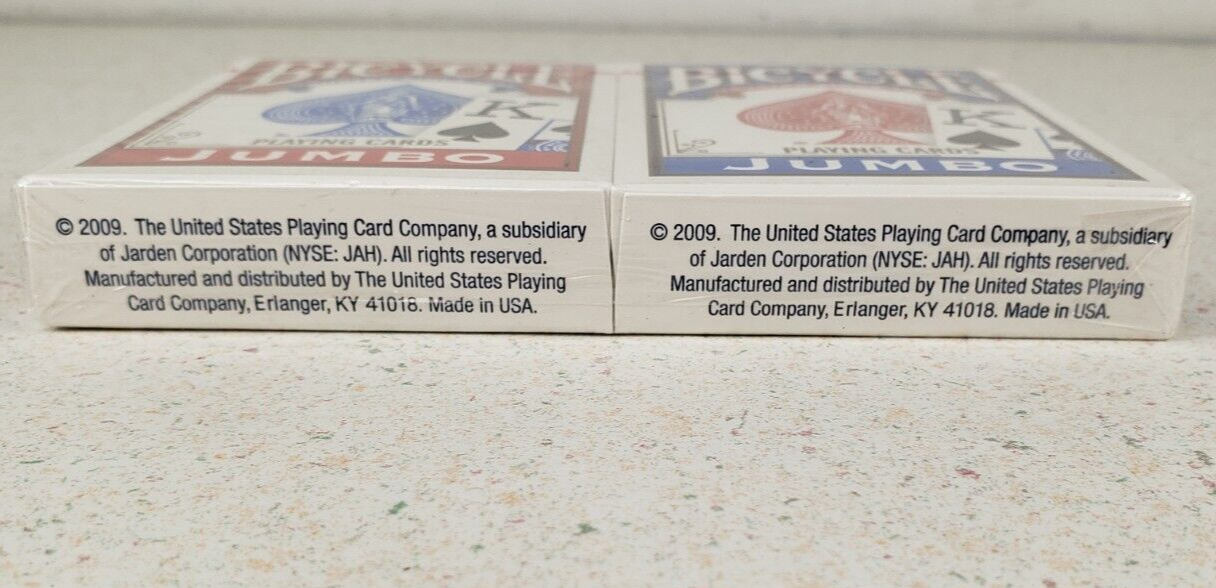 BICYCLE
K
PLAYING CARDS
JUMBO
© 2009. The United States Playing Card Company, a subsidiary
of Jarden Corporation (NYSE: JAH). All rights reserved.
Manufactured and distributed by The United States Playing
Card Company, Erlanger, KY 41018. Made in USA.
BICYCLE
K
PLAYING CARDS
JUMBO
© 2009. The United States Playing Card Company, a subsidiary
of Jarden Corporation (NYSE: JAH). All rights reserved.
Manufactured and distributed by The United States Playing
Card Company, Erlanger, KY 41018. Made in USA.